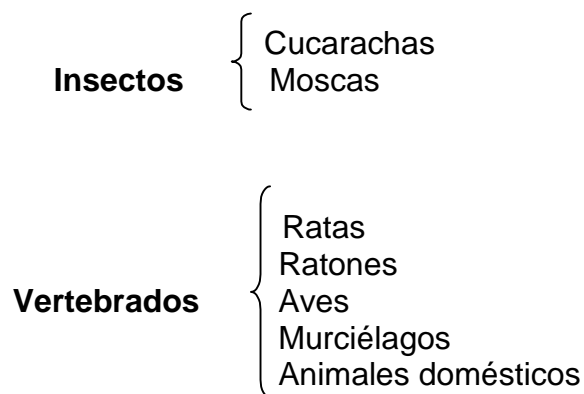 Insectos
Cucarachas
Moscas
Vertebrados
Ratas
Ratones
Aves
Murciélagos
Animales domésticos